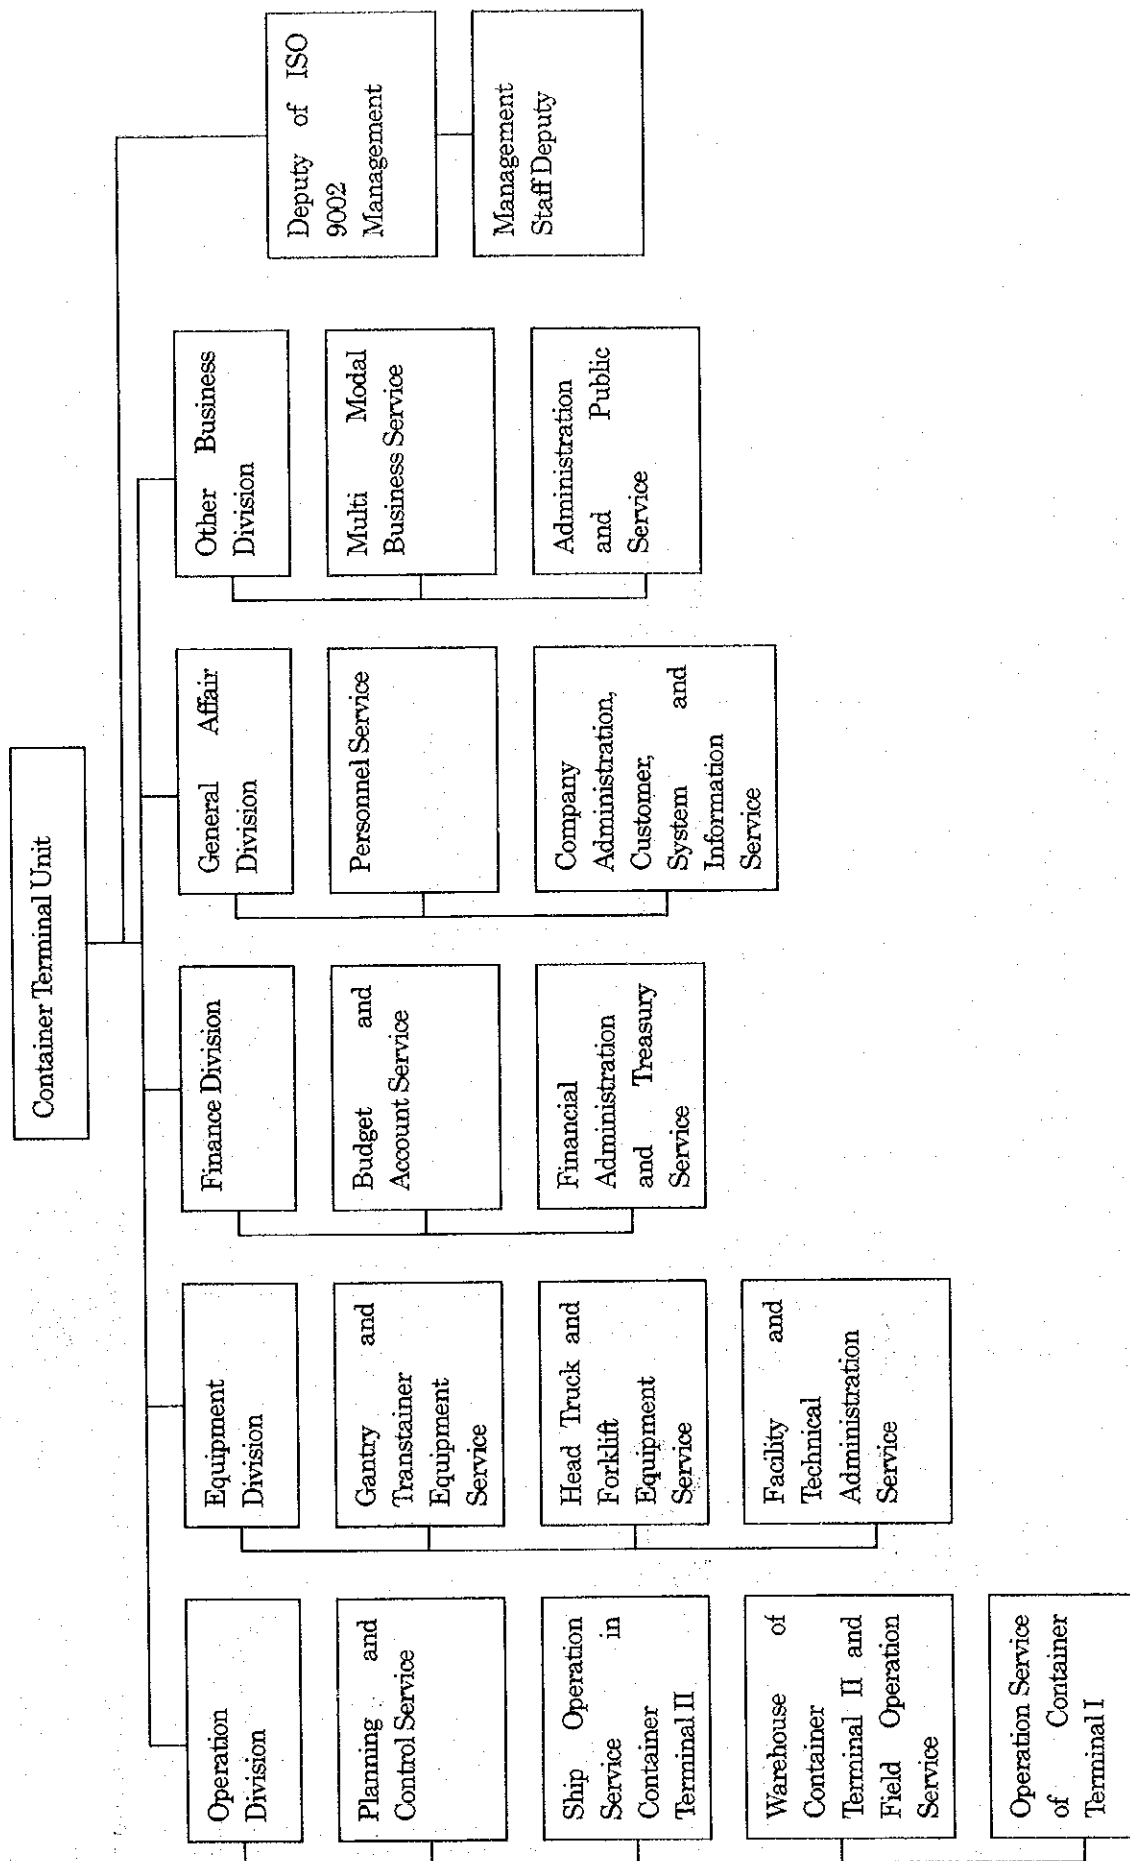 Container Terminal Unit
Deputy of ISO
9002
Management
Management
Staff Deputy
Operation
Division
Planning and
Control Service
Ship Operation
Service in
Container
Terminal II
Warehouse of
Container
Terminal II and
Field Operation
Service
Operation Service
of Container
Terminal I
Equipment
Division
Gantry and
Transtainer
Equipment
Service
Head Truck and
Forklift
Equipment
Service
Facility and
Technical
Administration
Service
Finance Division
Budget and
Account Service
Financial
Administration
and Treasury
Service
General Affair
Division
Personnel Service
Company
Administration,
Customer,
System and
Information
Service
Other Business
Division
Multi Modal
Business Service
Administration
and Public
Service